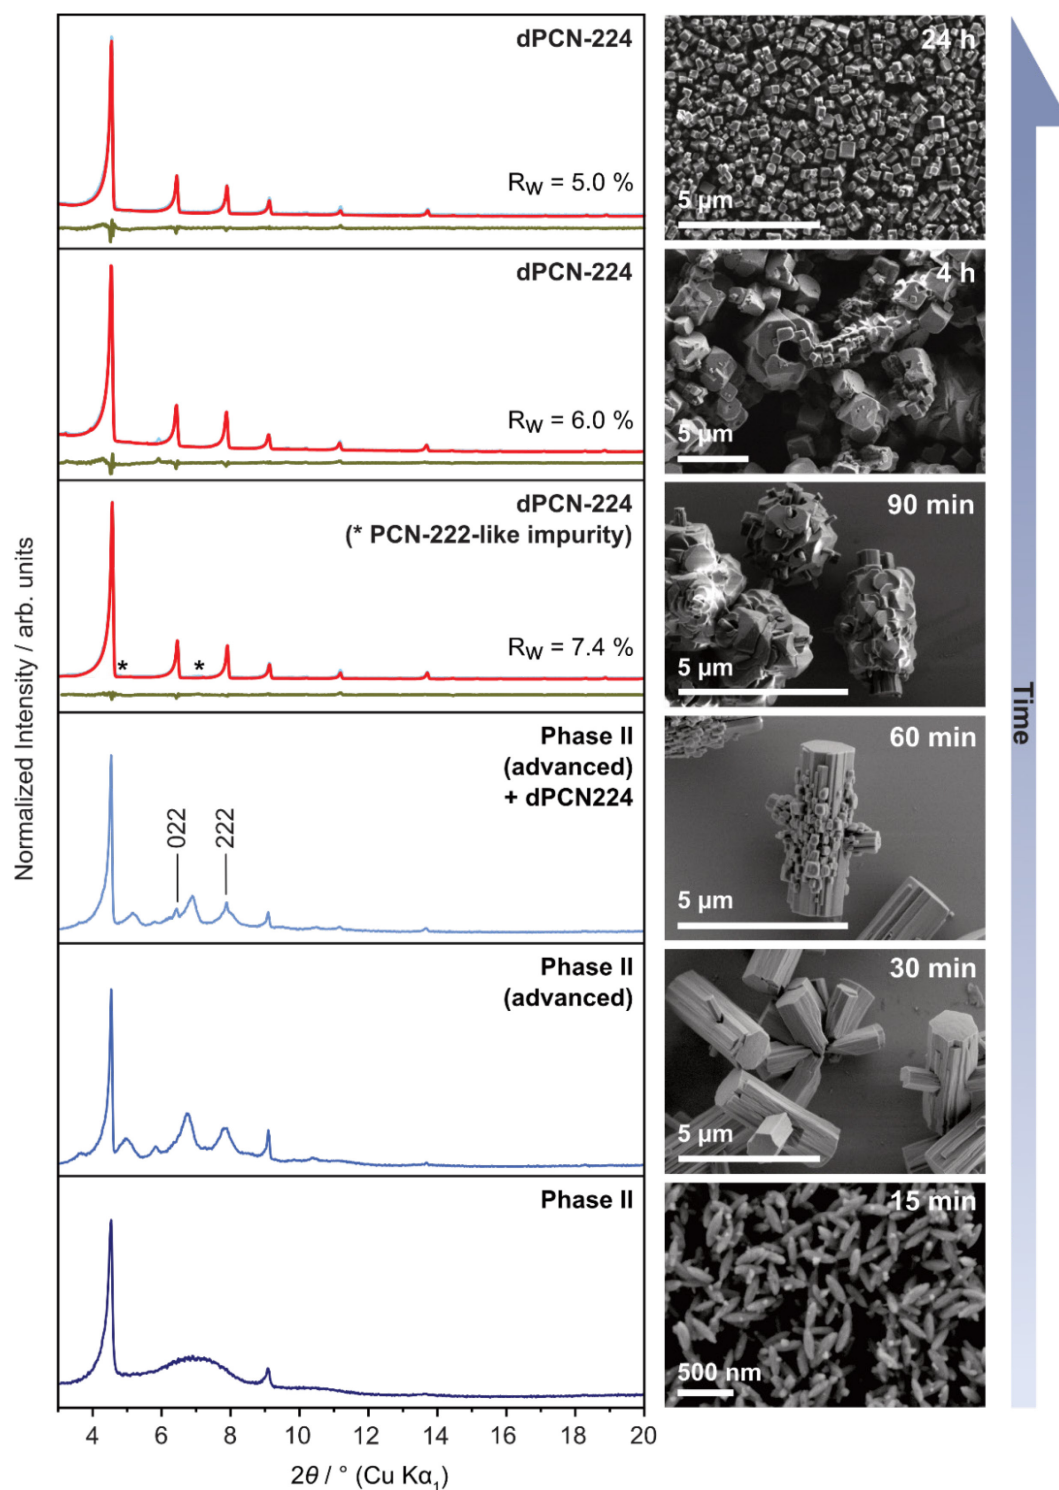 dPCN-224
R_W = 5.0 %
24 h
5 µm
dPCN-224
R_W = 6.0 %
4 h
5 µm
dPCN-224
(* PCN-222-like impurity)
* *
R_W = 7.4 %
90 min
5 µm
Phase II
(advanced)
+ dPCN224
022
222
60 min
5 µm
Phase II
(advanced)
30 min
5 µm
Phase II
15 min
500 nm
4 6 8 10 12 14 16 18 20
2θ / ° (Cu Kα₁)
Normalized Intensity / arb. units
Time